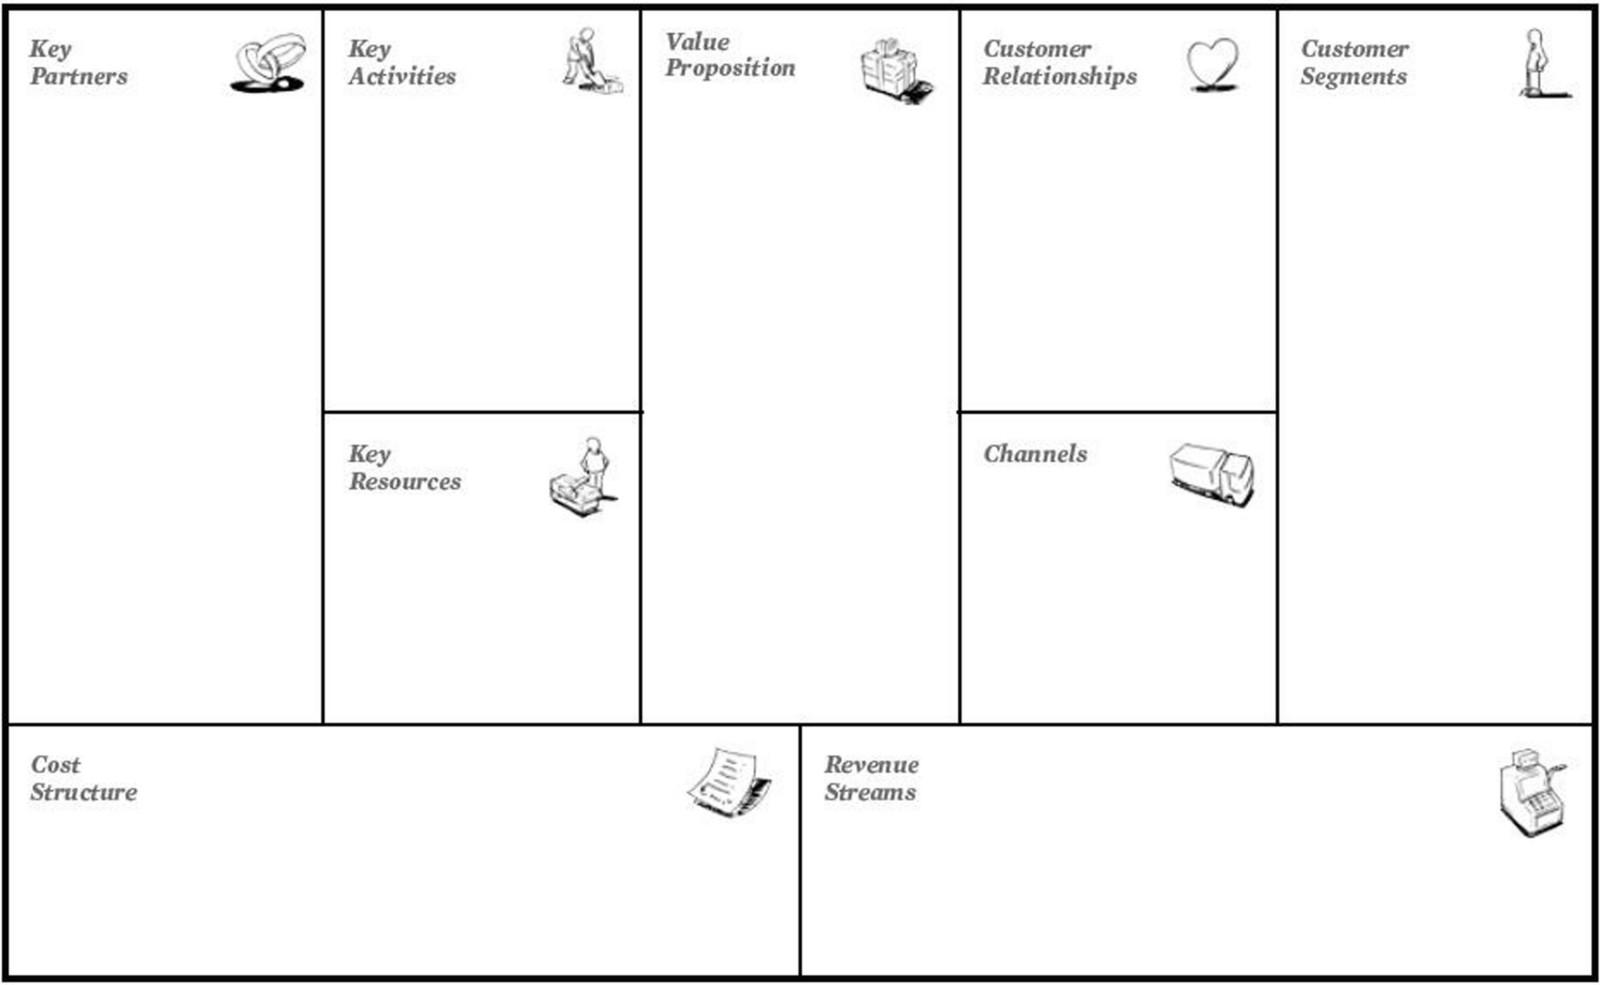 Key
Partners
Key
Activities
Value
Proposition
Customer
Relationships
Customer
Segments
Key
Resources
Channels
Cost
Structure
Revenue
Streams